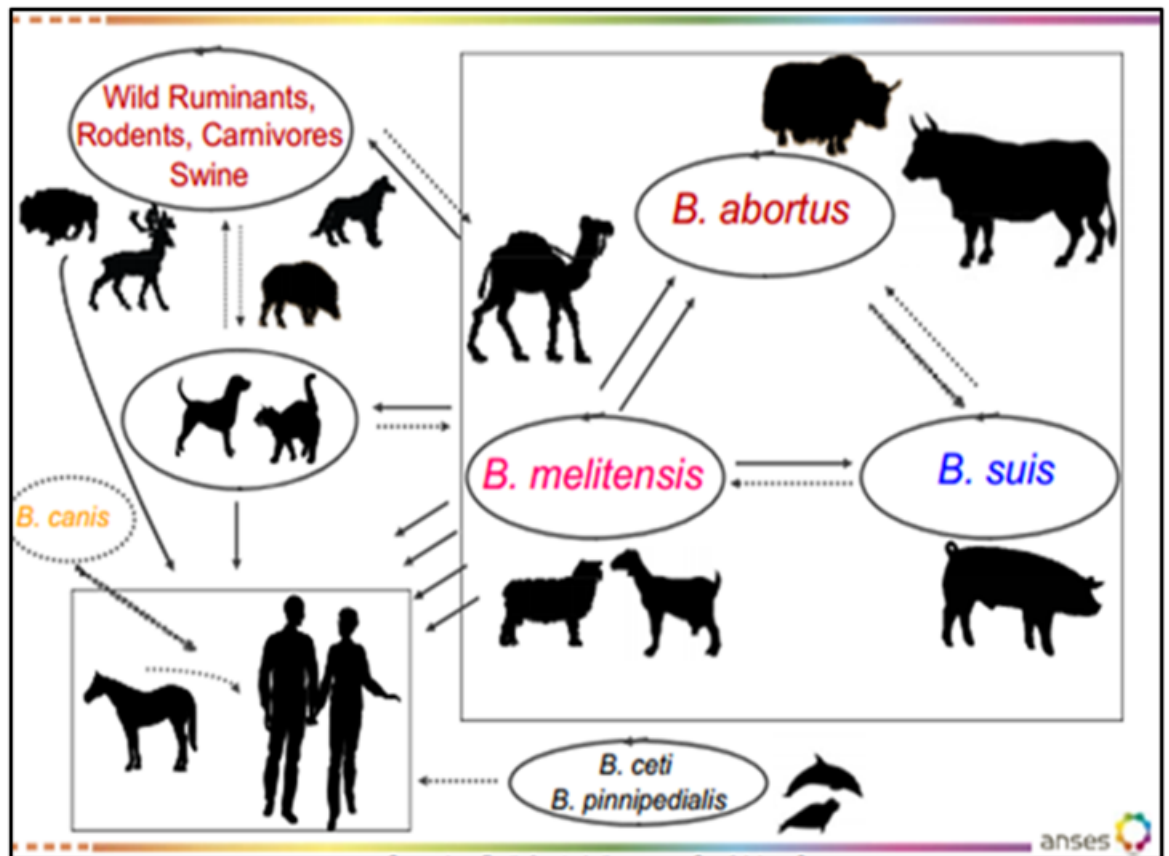 Wild Ruminants,
Rodents, Carnivores
Swine
B. abortus
B. melitensis
B. suis
B. canis
B. ceti
B. pinnipedialis
anses